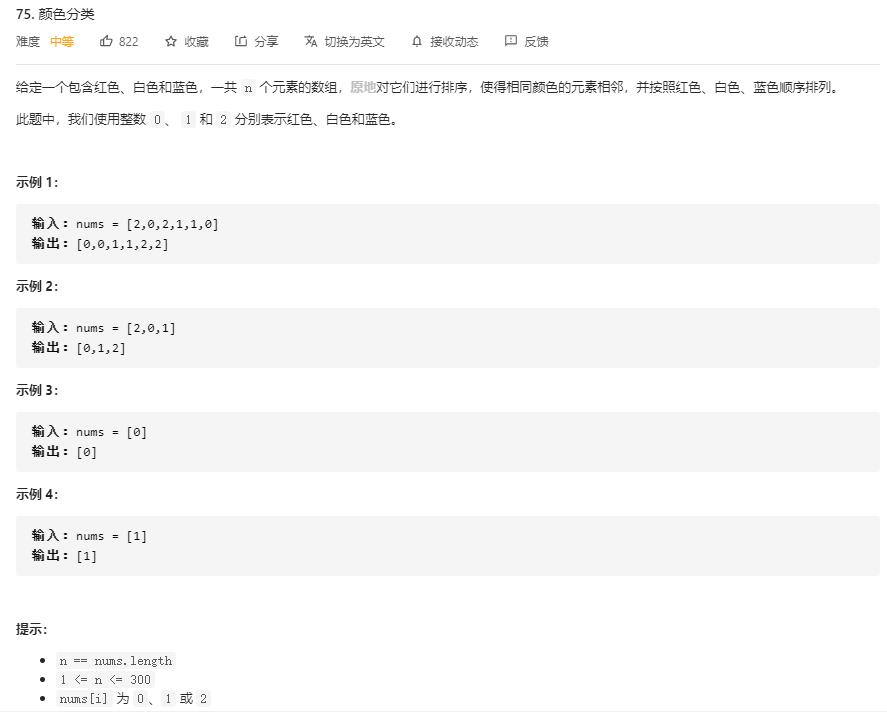 75. 颜色分类
难度 中等 822 收藏 分享 切换为英文 接收动态 反馈
给定一个包含红色、白色和蓝色，一共 n 个元素的数组，原地对它们进行排序，使得相同颜色的元素相邻，并按照红色、白色、蓝色顺序排列。
此题中，我们使用整数 0、 1 和 2 分别表示红色、白色和蓝色。
示例 1：
输入：nums = [2,0,2,1,1,0]
输出：[0,0,1,1,2,2]
示例 2：
输入：nums = [2,0,1]
输出：[0,1,2]
示例 3：
输入：nums = [0]
输出：[0]
示例 4：
输入：nums = [1]
输出：[1]
提示：
n == nums.length
1 <= n <= 300
nums[i] 为 0、1 或 2